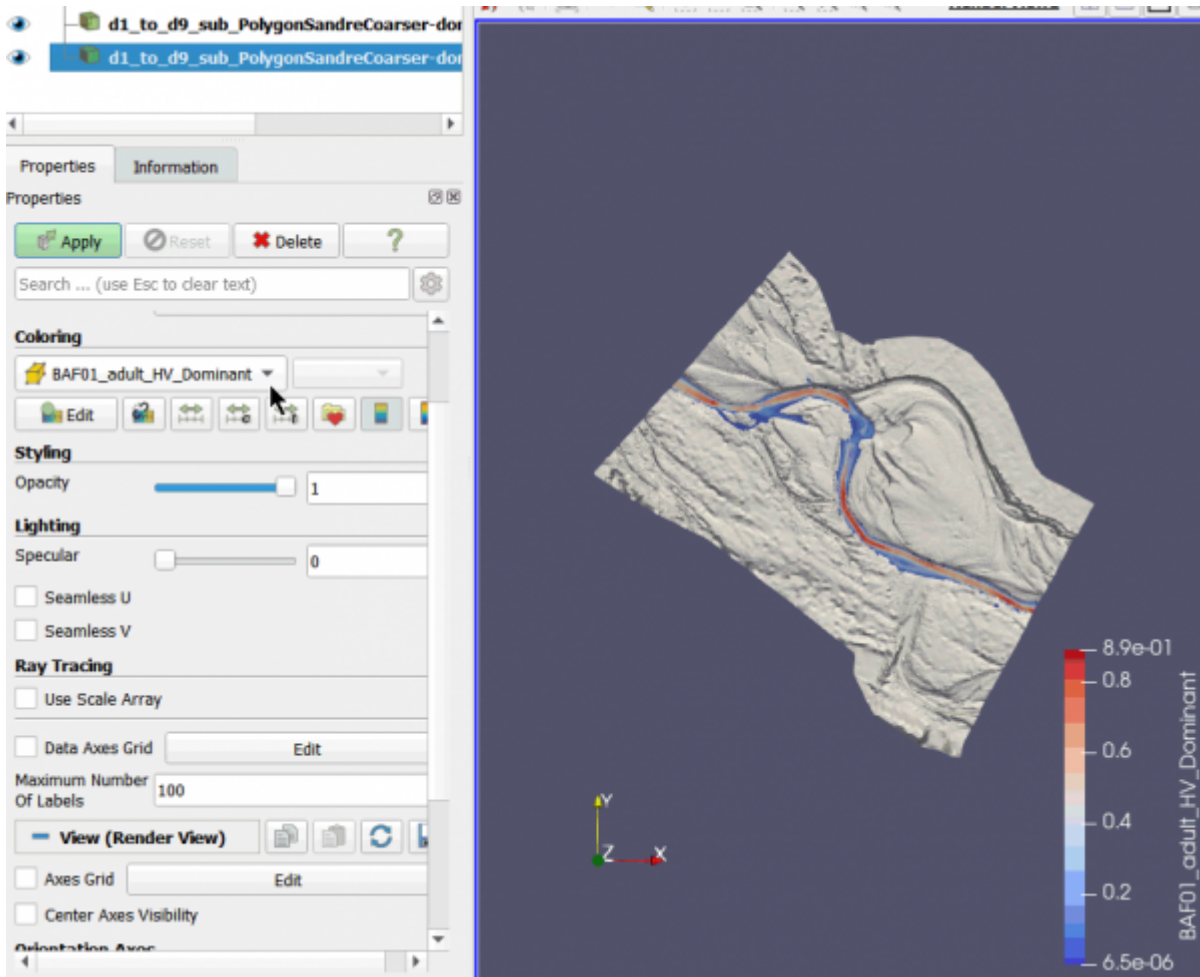 d1_to_d9_sub_PolygonSandreCoarser-dor
d1_to_d9_sub_PolygonSandreCoarser-dor
Properties Information
Properties
Apply Reset Delete ?
Search ... (use Esc to clear text)
Coloring
BAF01_adult_HV_Dominant
Edit
Styling
Opacity 1
Lighting
Specular 0
Seamless U
Seamless V
Ray Tracing
Use Scale Array
Data Axes Grid Edit
Maximum Number
Of Labels 100
View (Render View)
Axes Grid Edit
Center Axes Visibility
Orientation Axes
Y
Z X
8.9e-01
0.8
0.6
0.4
0.2
6.5e-06
BAF01_adult_HV_Dominant